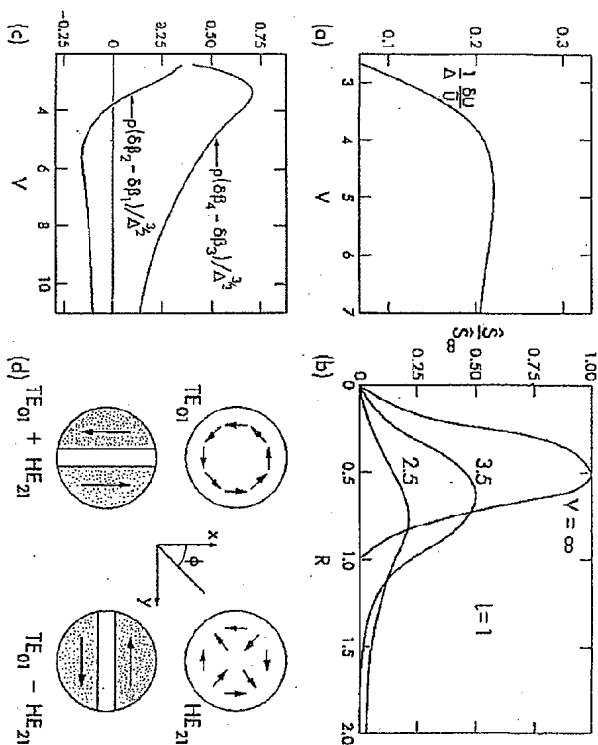 0.3
0.2
0.1
1 δU
Δ Ũ
3 4 5 6 7
(a) V
Ŝ
Ŝ∞
1.00
0.75
0.50
0.25
0
V = ∞
3.5
2.5
l = 1
0 0.5 1.0 1.5 2.0
(b) R
0.75
0.50
0.25
0
-0.25
ρ(δβ4 - δβ3)/Δ^3/2
ρ(δβ2 - δβ1)/Δ^3/2
4 6 8 10
(c) V
TE01
HE21
x
ϕ
y
TE01 + HE21
TE01 - HE21
(d)